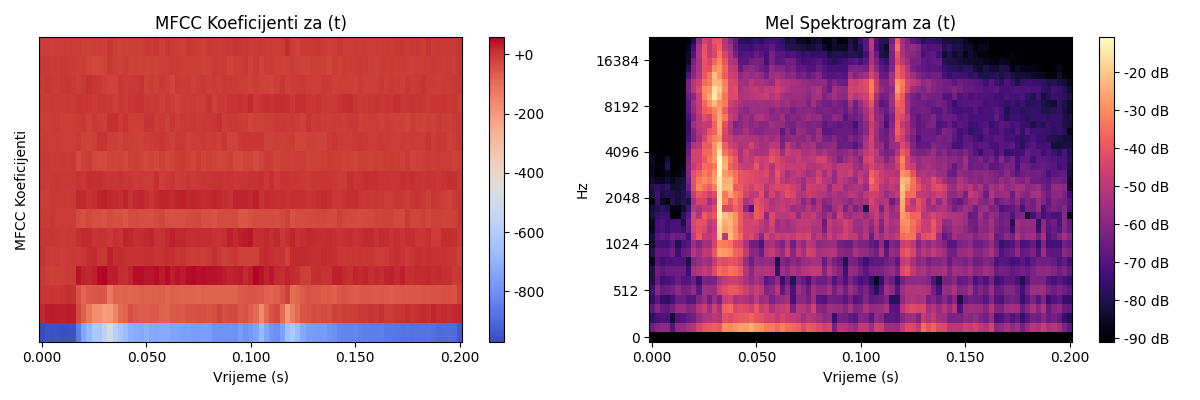 MFCC Koeficijenti za (t)
MFCC Koeficijenti
+0
-200
-400
-600
-800
0.000 0.050 0.100 0.150 0.200
Vrijeme (s)
Mel Spektrogram za (t)
Hz
16384
8192
4096
2048
1024
512
0
-20 dB
-30 dB
-40 dB
-50 dB
-60 dB
-70 dB
-80 dB
-90 dB
0.000 0.050 0.100 0.150 0.200
Vrijeme (s)